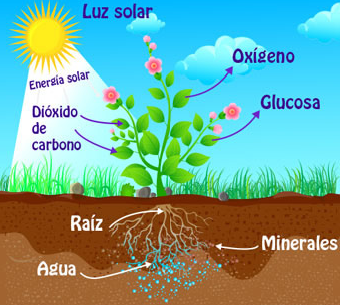 Luz solar
Oxígeno
Energía solar
Glucosa
Dióxido
de
carbono
Raíz
Minerales
Agua